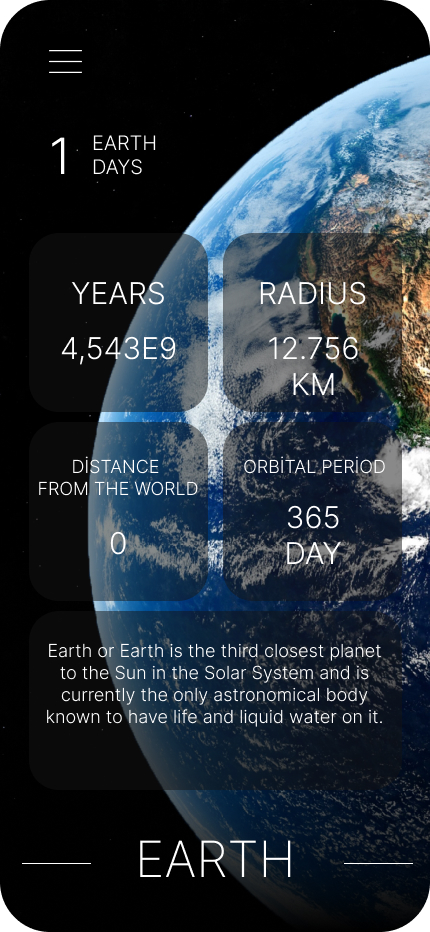 1 EARTH
DAYS
YEARS
4,543E9
RADIUS
12.756
KM
DİSTANCE
FROM THE WORLD
0
ORBİTAL PERİOD
365
DAY
Earth or Earth is the third closest planet
to the Sun in the Solar System and is
currently the only astronomical body
known to have life and liquid water on it.
EARTH